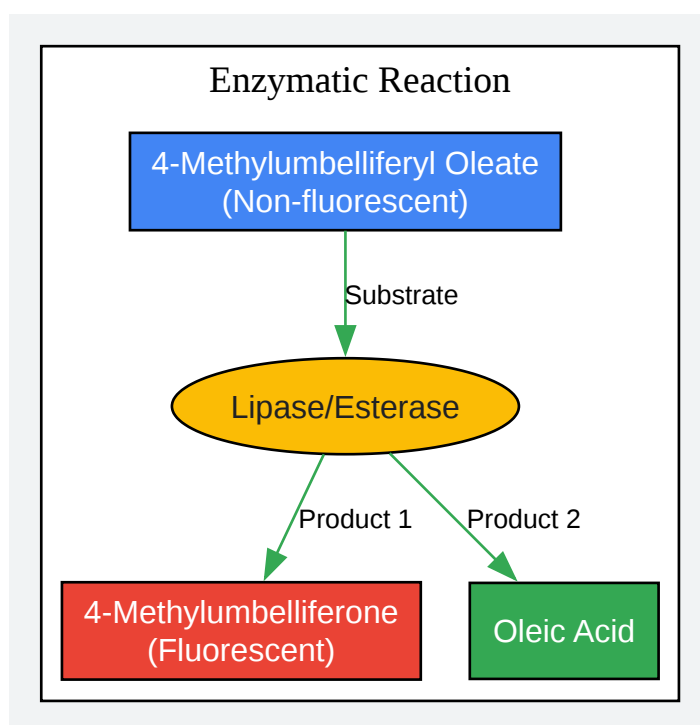 Enzymatic Reaction
4-Methylumbelliferyl Oleate
(Non-fluorescent)
Substrate
Lipase/Esterase
Product 1
Product 2
4-Methylumbelliferone
(Fluorescent)
Oleic Acid